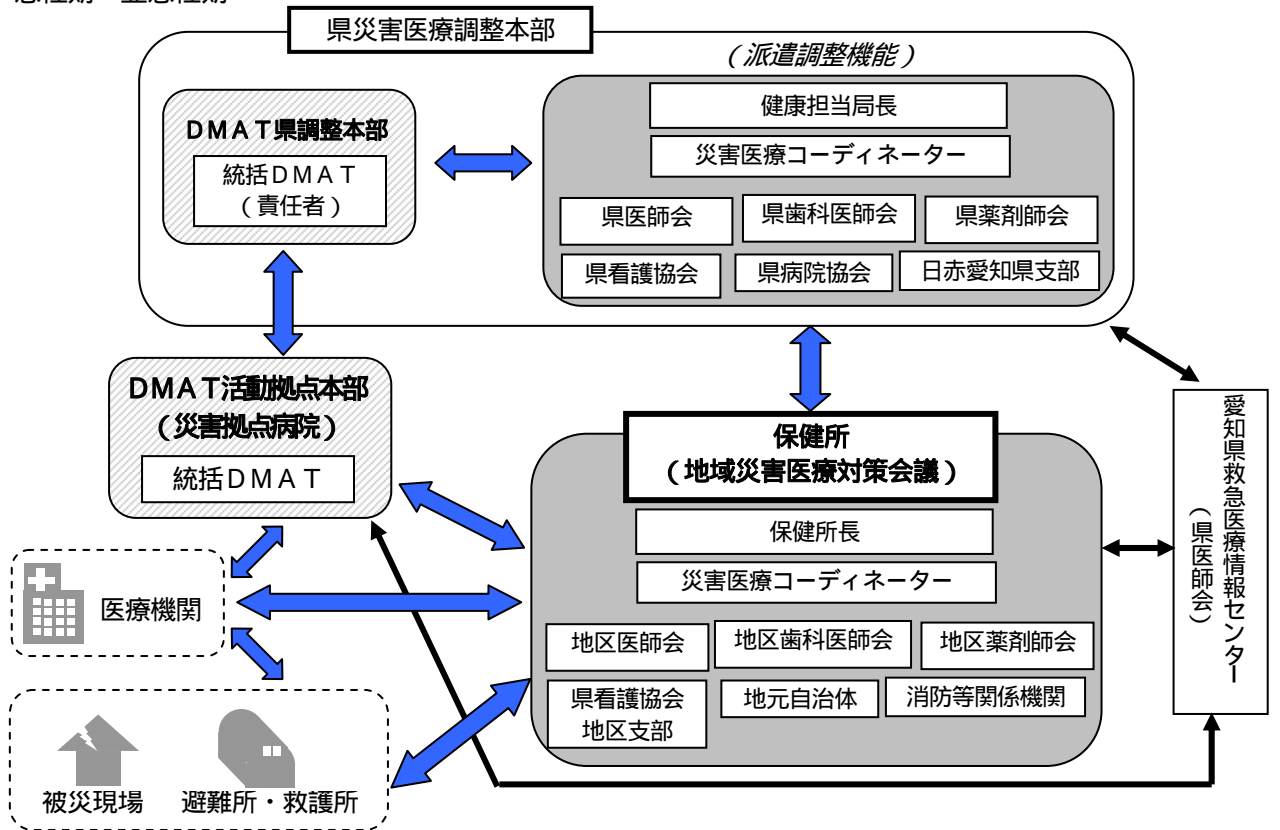 県災害医療調整本部
（派遣調整機能）
健康担当局長
災害医療コーディネーター
県医師会
県歯科医師会
県薬剤師会
県看護協会
県病院協会
日赤愛知県支部
ＤＭＡＴ県調整本部
統括ＤＭＡＴ
（責任者）
ＤＭＡＴ活動拠点本部
（災害拠点病院）
統括ＤＭＡＴ
保健所
（地域災害医療対策会議）
保健所長
災害医療コーディネーター
地区医師会
地区歯科医師会
地区薬剤師会
県看護協会
地区支部
地元自治体
消防等関係機関
愛知県救急医療情報センター
（県医師会）
医療機関
被災現場
避難所・救護所